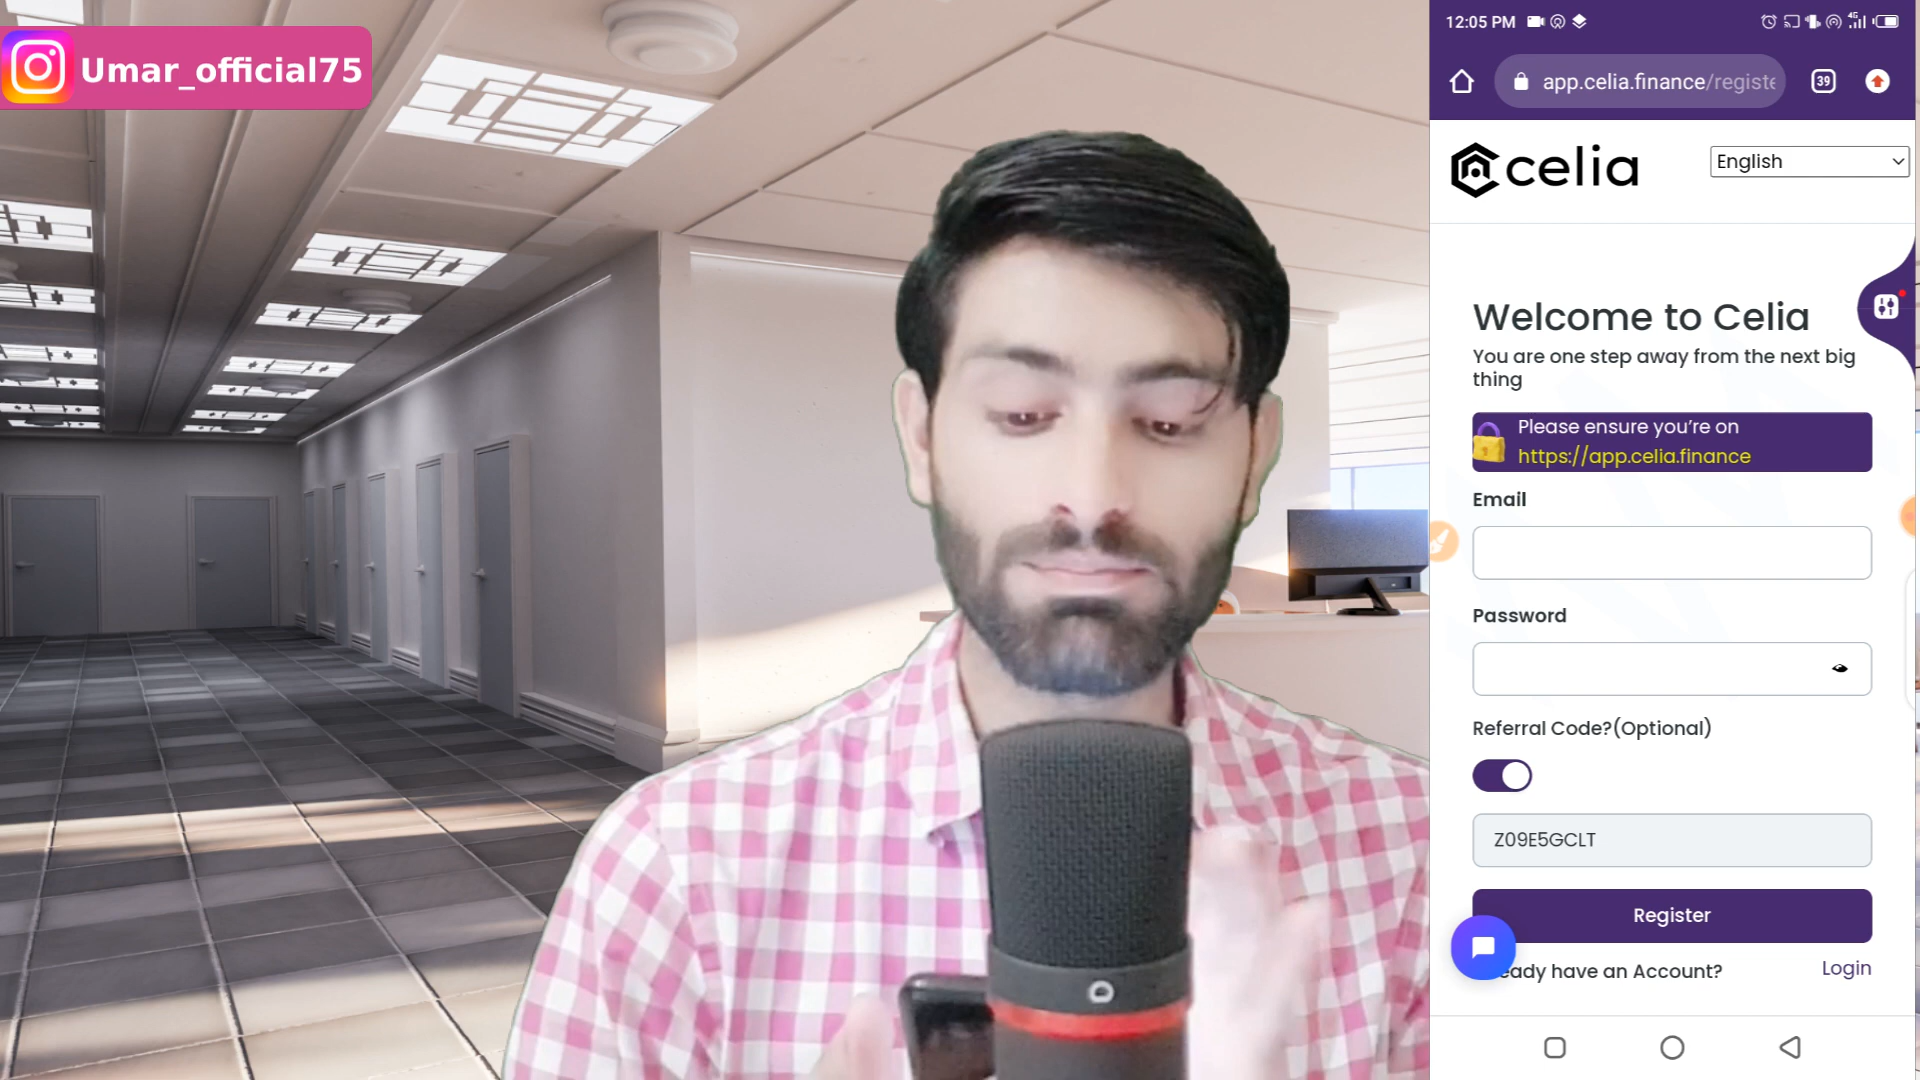 Umar_official75
12:05 PM
4G
app.celia.finance/registe
39
celia
English
Welcome to Celia
You are one step away from the next big
thing
Please ensure you're on
https://app.celia.finance
Email
Password
Referral Code?(Optional)
Z09E5GCLT
Register
eady have an Account?
Login